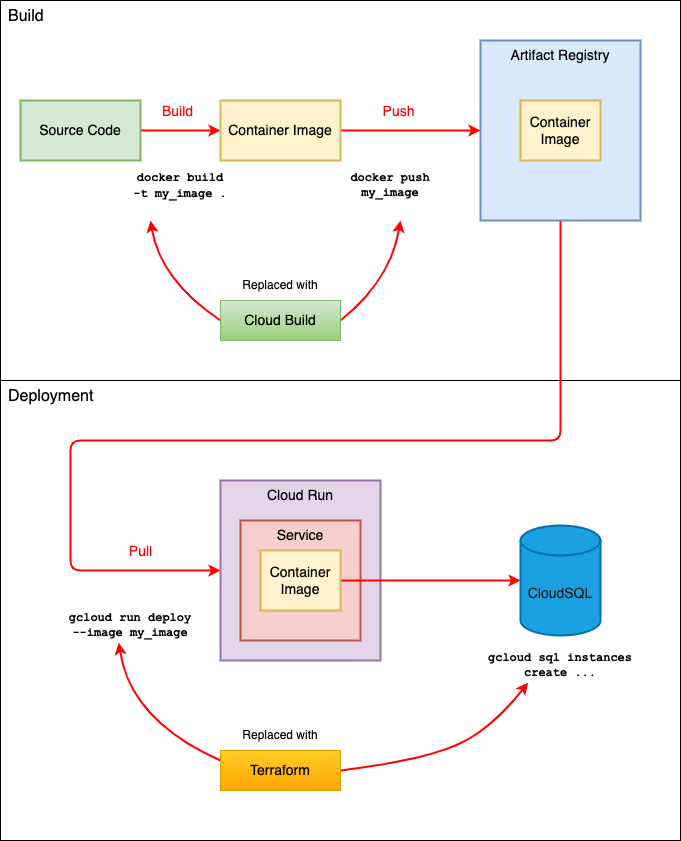 Build
Artifact Registry
Source Code
Build
Container Image
Push
Container
Image
docker build
-t my_image .
docker push
my_image
Replaced with
Cloud Build
Deployment
Cloud Run
Service
Pull
Container
Image
CloudSQL
gcloud run deploy
--image my_image
gcloud sql instances
create ...
Replaced with
Terraform